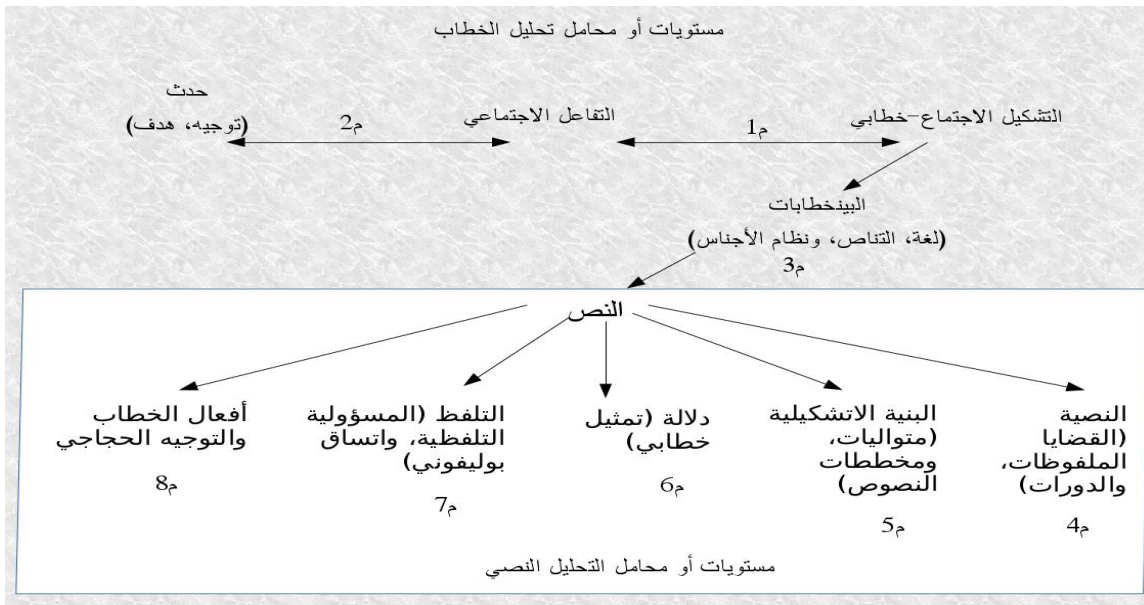 مستويات أو محامل تحليل الخطاب
التشكيل الاجتماع-خطابي
م1
التفاعل الاجتماعي
م2
حدث
(توجيه، هدف)
البينخطابات
(لغة، التناص، ونظام الأجناس)
م3
النص
النصية
(القضايا
الملفوظات،
والدورات)
م4
البنية الاتشكيلية
(متواليات،
ومخططات
النصوص)
م5
دلالة (تمثيل
خطابي)
م6
التلفظ (المسؤولية
التلفظية، واتساق
بوليفوني)
م7
أفعال الخطاب
والتوجيه الحجاجي
م8
مستويات أو محامل التحليل النصي